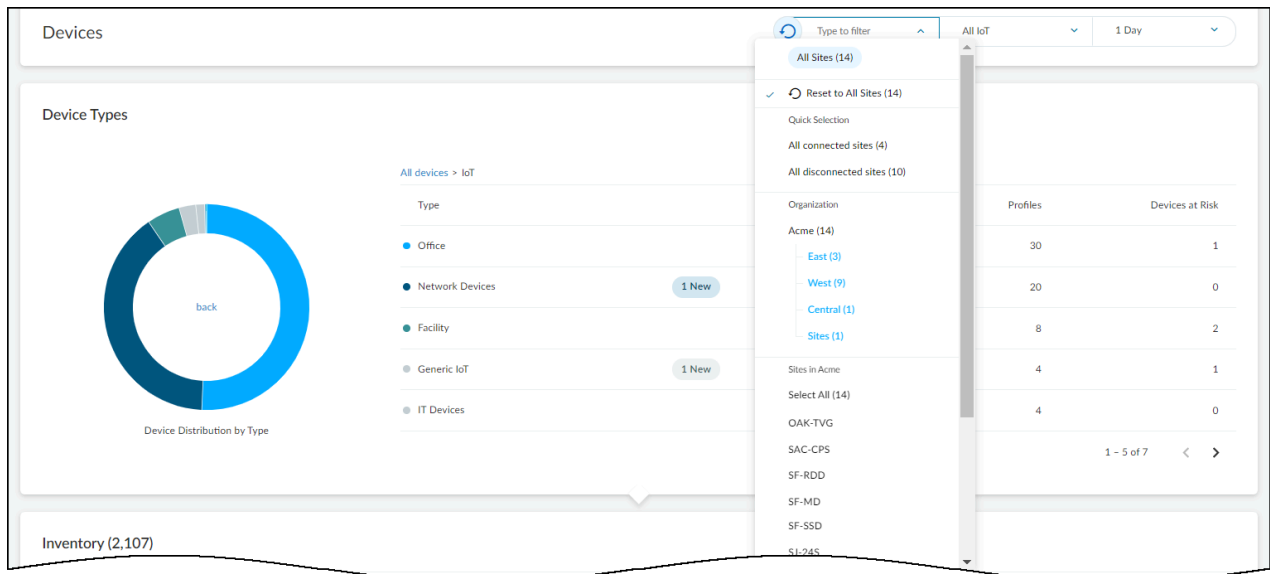 Devices
Type to filter
All IoT
1 Day
All Sites (14)
Reset to All Sites (14)
Quick Selection
All connected sites (4)
All disconnected sites (10)
Organization
Acme (14)
East (3)
West (9)
Central (1)
Sites (1)
Sites in Acme
Select All (14)
OAK-TVG
SAC-CPS
SF-RDD
SF-MD
SF-SSD
SJ-24S
Device Types
back
Device Distribution by Type
All devices > IoT
Type Profiles Devices at Risk
Office 30 1
Network Devices 1 New 20 0
Facility 8 2
Generic IoT 1 New 4 1
IT Devices 4 0
1 – 5 of 7
Inventory (2,107)